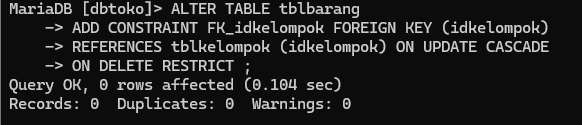 MariaDB [dbtoko]> ALTER TABLE tblbarang
    -> ADD CONSTRAINT FK_idkelompok FOREIGN KEY (idkelompok)
    -> REFERENCES tblkelompok (idkelompok) ON UPDATE CASCADE
    -> ON DELETE RESTRICT ;
Query OK, 0 rows affected (0.104 sec)
Records: 0  Duplicates: 0  Warnings: 0